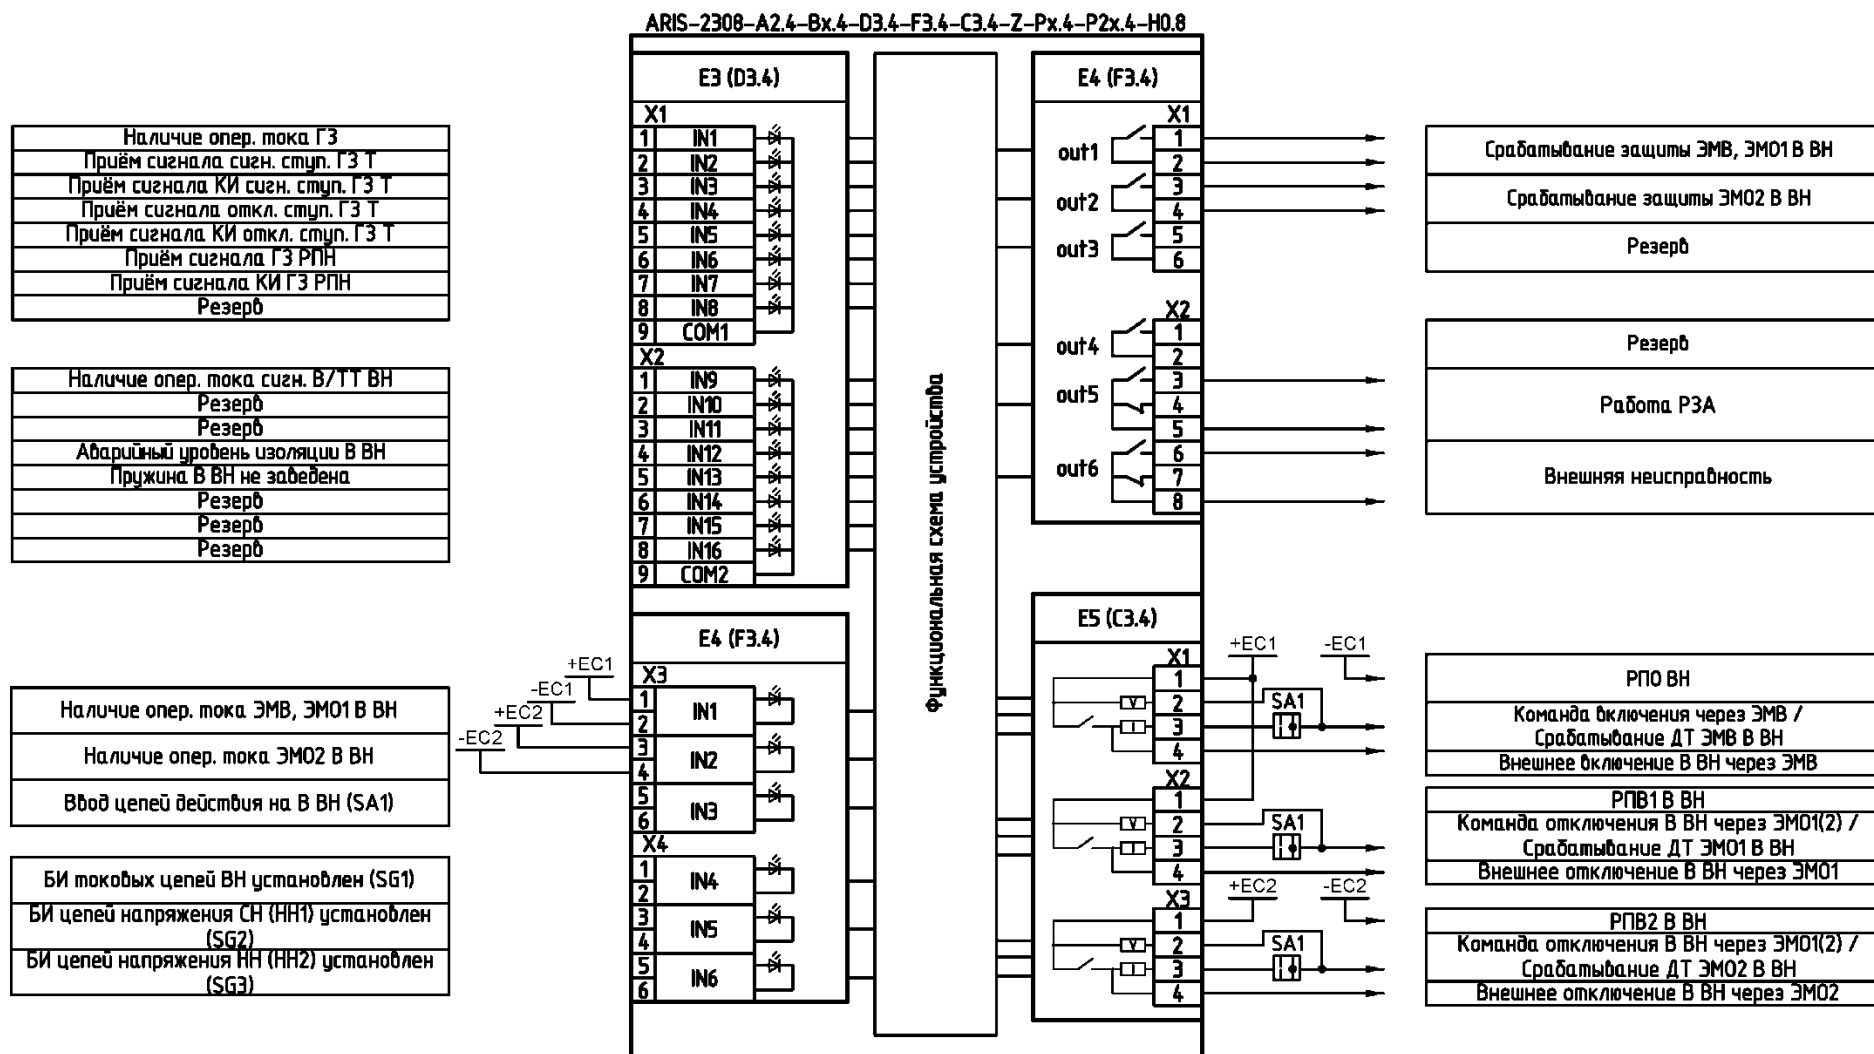 ARIS-2308-A2.4-Bx.4-D3.4-F3.4-C3.4-Z-Px.4-P2x.4-H0.8
Наличие опер. тока ГЗ
Приём сигнала сигн. ступ. ГЗ Т
Приём сигнала КИ сигн. ступ. ГЗ Т
Приём сигнала откл. ступ. ГЗ Т
Приём сигнала КИ откл. ступ. ГЗ Т
Приём сигнала ГЗ РПН
Приём сигнала КИ ГЗ РПН
Резерв
Наличие опер. тока сигн. В/ТТ ВН
Резерв
Резерв
Аварийный уровень изоляции В ВН
Пружина В ВН не заведена
Резерв
Резерв
Резерв
Наличие опер. тока ЭМВ, ЭМО1 В ВН
Наличие опер. тока ЭМО2 В ВН
Ввод цепей действия на В ВН (SA1)
БИ токовых цепей ВН установлен (SG1)
БИ цепей напряжения СН (НН1) установлен
(SG2)
БИ цепей напряжения НН (НН2) установлен
(SG3)
+EC1
-EC1
+EC2
-EC2
E3 (D3.4)
X1
1 IN1
2 IN2
3 IN3
4 IN4
5 IN5
6 IN6
7 IN7
8 IN8
9 COM1
X2
1 IN9
2 IN10
3 IN11
4 IN12
5 IN13
6 IN14
7 IN15
8 IN16
9 COM2
E4 (F3.4)
X3
1
2
IN1
3
4
IN2
5
6
IN3
X4
1
2
IN4
3
4
IN5
5
6
IN6
Функциональная схема устройства
E4 (F3.4)
X1
out1
1
2
out2
3
4
out3
5
6
X2
out4
1
2
out5
3
4
5
out6
6
7
8
E5 (C3.4)
X1
+EC1
-EC1
1
V 2 SA1
I 3
4
X2
1
V 2 SA1
I 3
4
X3
+EC2
-EC2
1
V 2 SA1
I 3
4
Срабатывание защиты ЭМВ, ЭМО1 В ВН
Срабатывание защиты ЭМО2 В ВН
Резерв
Резерв
Работа РЗА
Внешняя неисправность
РПО ВН
Команда включения через ЭМВ /
Срабатывание ДТ ЭМВ В ВН
Внешнее включение В ВН через ЭМВ
РПВ1 В ВН
Команда отключения В ВН через ЭМО1(2) /
Срабатывание ДТ ЭМО1 В ВН
Внешнее отключение В ВН через ЭМО1
РПВ2 В ВН
Команда отключения В ВН через ЭМО1(2) /
Срабатывание ДТ ЭМО2 В ВН
Внешнее отключение В ВН через ЭМО2